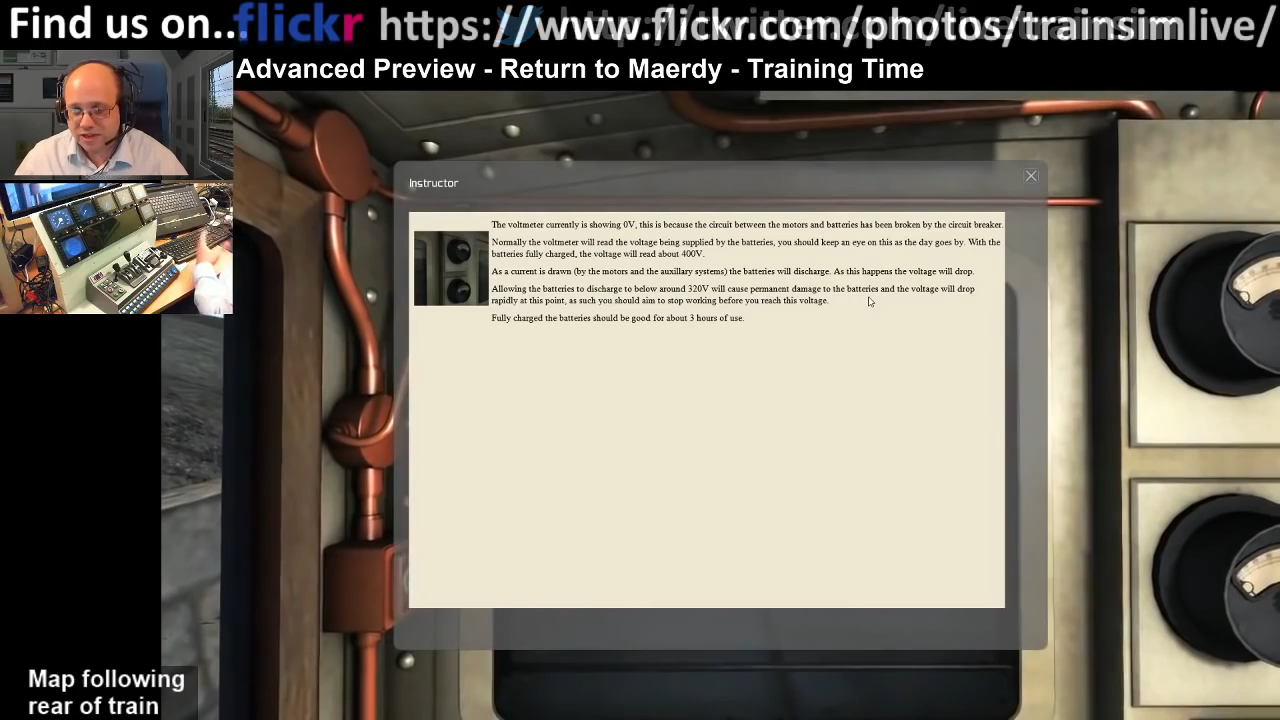 Find us on... flickr https://www.flickr.com/photos/trainsimlive/
Advanced Preview - Return to Maerdy - Training Time
Instructor
The voltmeter currently is showing 0V, this is because the circuit between the motors and batteries has been broken by the circuit breaker.
Normally the voltmeter will read the voltage being supplied by the batteries, you should keep an eye on this as the day goes by. With the
batteries fully charged, the voltage will read about 400V.
As a current is drawn (by the motors and the auxillary systems) the batteries will discharge. As this happens the voltage will drop.
Allowing the batteries to discharge to below around 320V will cause permanent damage to the batteries and the voltage will drop
rapidly at this point, as such you should aim to stop working before you reach this voltage.
Fully charged the batteries should be good for about 3 hours of use.
Map following
rear of train